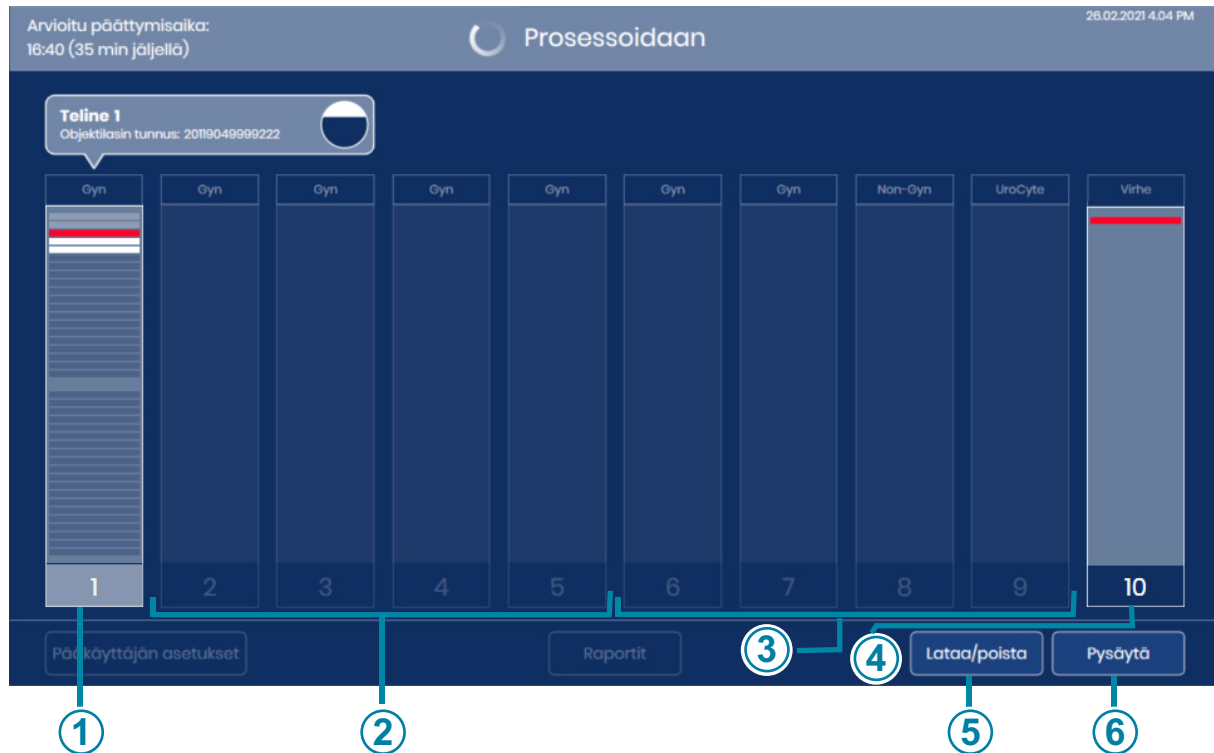 Arvioitu päättymisaika:
16:40 (35 min jäljellä)
Prosessoidaan
26.02.2021 4.04 PM
Teline 1
Objektilasin tunnus: 20119049999222
Gyn
Gyn
Gyn
Gyn
Gyn
Gyn
Gyn
Non-Gyn
UroCyte
Virhe
1
2
3
4
5
6
7
8
9
10
Pääkäyttäjän asetukset
Raportit
3
4
Lataa/poista
Pysäytä
1
2
5
6